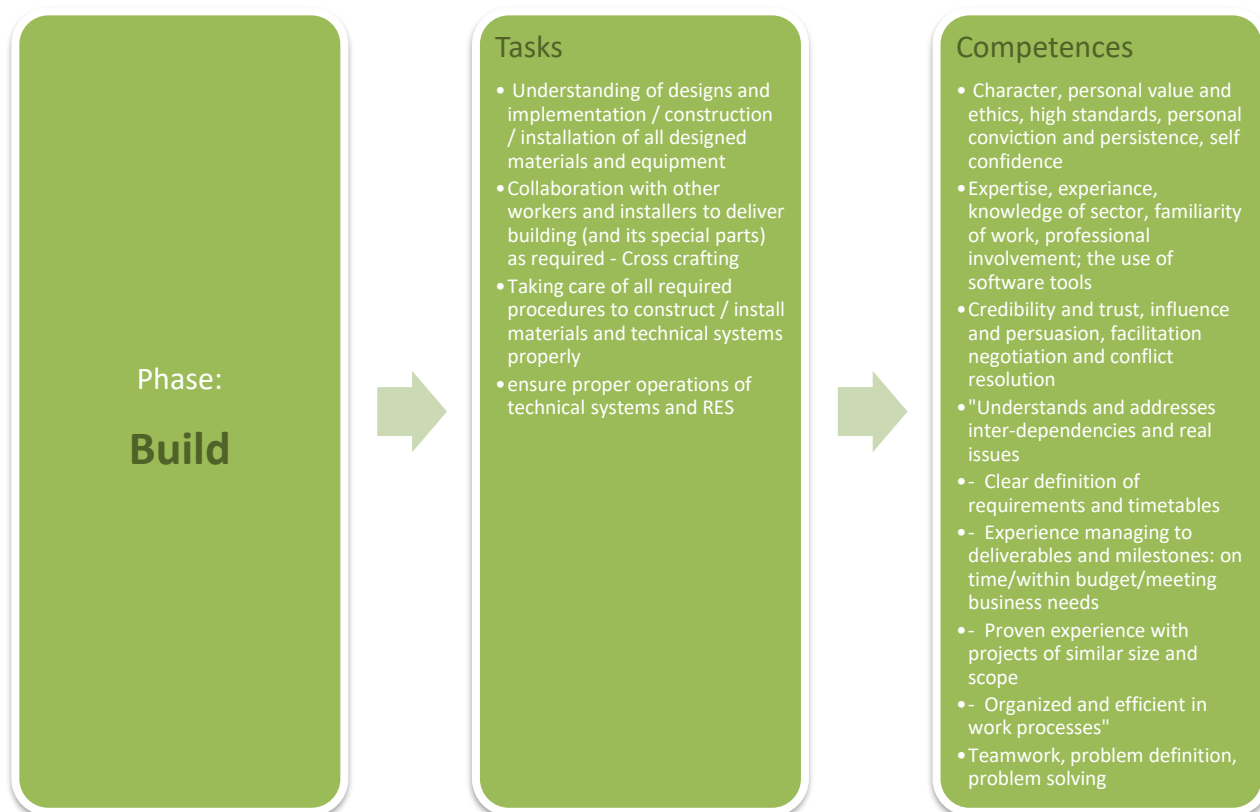 Phase:
Build
Tasks
• Understanding of designs and
implementation / construction
/ installation of all designed
materials and equipment
•Collaboration with other
workers and installers to deliver
building (and its special parts)
as required - Cross crafting
•Taking care of all required
procedures to construct / install
materials and technical systems
properly
•ensure proper operations of
technical systems and RES
Competences
• Character, personal value and
ethics, high standards, personal
conviction and persistence, self
confidence
•Expertise, experiance,
knowledge of sector, familiarity
of work, professional
involvement; the use of
software tools
•Credibility and trust, influence
and persuasion, facilitation
negotiation and conflict
resolution
•"Understands and addresses
inter-dependencies and real
issues
•- Clear definition of
requirements and timetables
•- Experience managing to
deliverables and milestones: on
time/within budget/meeting
business needs
•- Proven experience with
projects of similar size and
scope
•- Organized and efficient in
work processes"
•Teamwork, problem definition,
problem solving